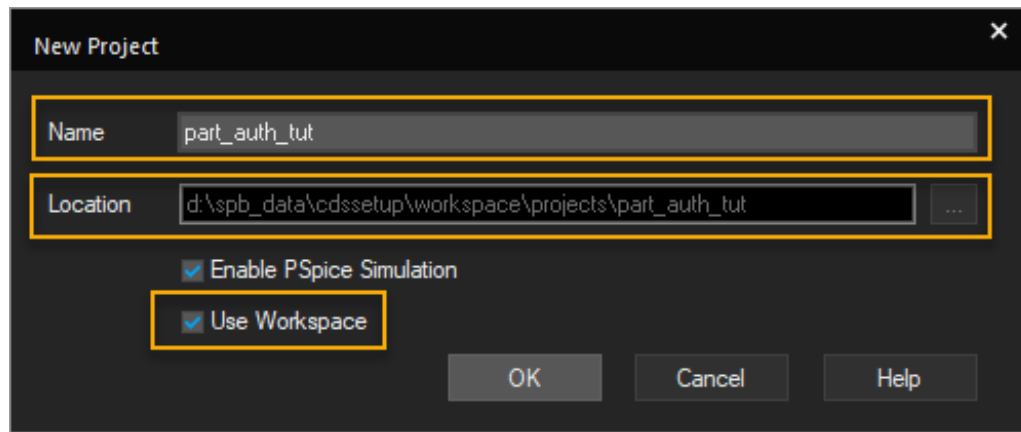 New Project
Name part_auth_tut
Location d:\spb_data\cdssetup\workspace\projects\part_auth_tut ...
Enable PSpice Simulation
Use Workspace
OK Cancel Help